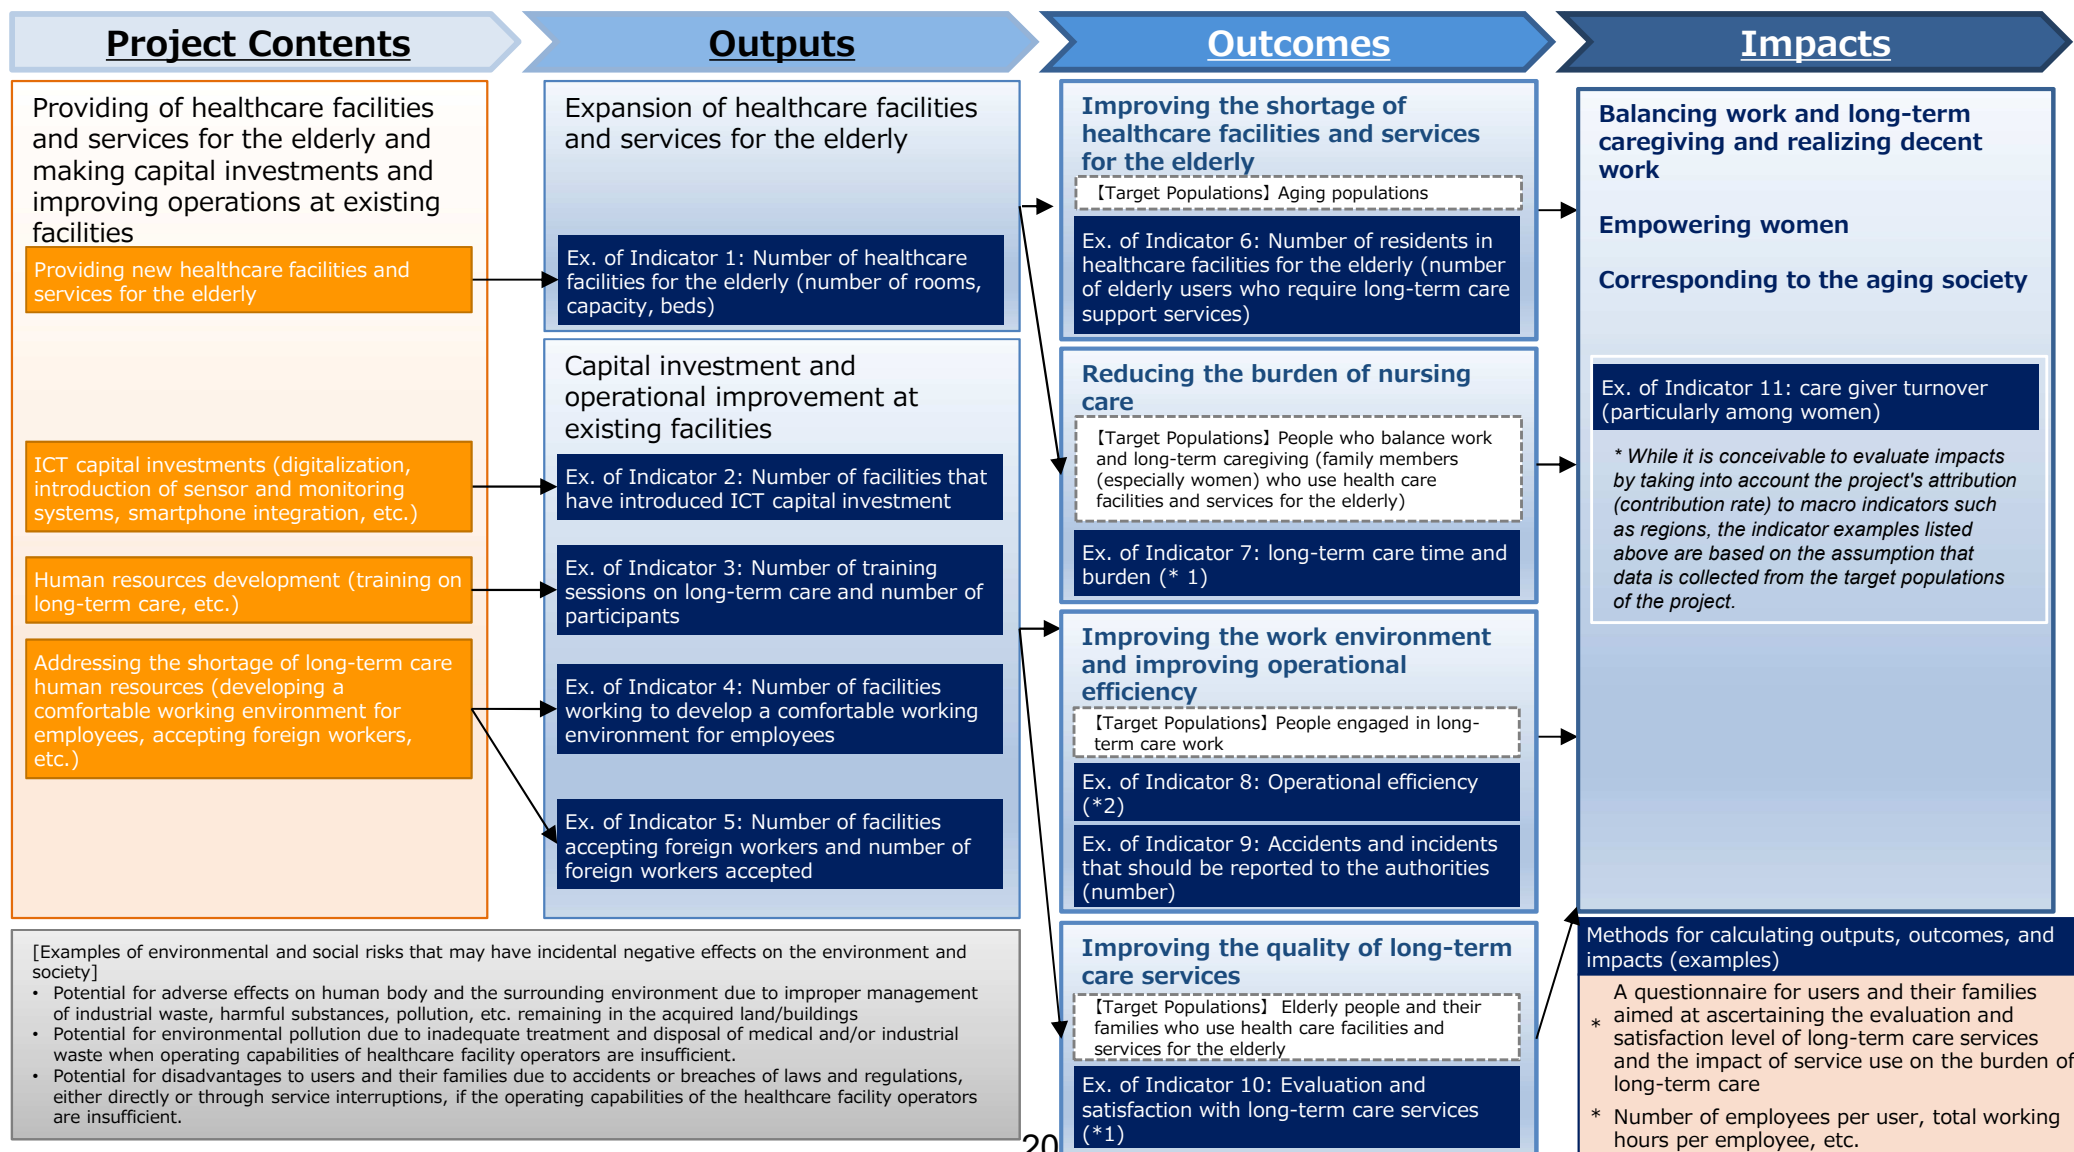 Project Contents
Outputs
Outcomes
Impacts
Providing of healthcare facilities
and services for the elderly and
making capital investments and
improving operations at existing
facilities
Providing new healthcare facilities and
services for the elderly
ICT capital investments (digitalization,
introduction of sensor and monitoring
systems, smartphone integration, etc.)
Human resources development (training on
long-term care, etc.)
Addressing the shortage of long-term care
human resources (developing a
comfortable working environment for
employees, accepting foreign workers,
etc.)
Expansion of healthcare facilities
and services for the elderly
Ex. of Indicator 1: Number of healthcare
facilities for the elderly (number of rooms,
capacity, beds)
Capital investment and
operational improvement at
existing facilities
Ex. of Indicator 2: Number of facilities that
have introduced ICT capital investment
Ex. of Indicator 3: Number of training
sessions on long-term care and number of
participants
Ex. of Indicator 4: Number of facilities
working to develop a comfortable working
environment for employees
Ex. of Indicator 5: Number of facilities
accepting foreign workers and number of
foreign workers accepted
Improving the shortage of
healthcare facilities and services
for the elderly
【Target Populations】Aging populations
Ex. of Indicator 6: Number of residents in
healthcare facilities for the elderly (number
of elderly users who require long-term care
support services)
Reducing the burden of nursing
care
【Target Populations】People who balance work
and long-term caregiving (family members
(especially women) who use health care
facilities and services for the elderly)
Ex. of Indicator 7: long-term care time and
burden (* 1)
Improving the work environment
and improving operational
efficiency
【Target Populations】People engaged in long-
term care work
Ex. of Indicator 8: Operational efficiency
(*2)
Ex. of Indicator 9: Accidents and incidents
that should be reported to the authorities
(number)
Improving the quality of long-term
care services
【Target Populations】 Elderly people and their
families who use health care facilities and
services for the elderly
Ex. of Indicator 10: Evaluation and
satisfaction with long-term care services
(*1)
Balancing work and long-term
caregiving and realizing decent
work
Empowering women
Corresponding to the aging society
Ex. of Indicator 11: care giver turnover
(particularly among women)
* While it is conceivable to evaluate impacts
by taking into account the project's attribution
(contribution rate) to macro indicators such
as regions, the indicator examples listed
above are based on the assumption that
data is collected from the target populations
of the project.
Methods for calculating outputs, outcomes, and
impacts (examples)
* A questionnaire for users and their families
aimed at ascertaining the evaluation and
satisfaction level of long-term care services
and the impact of service use on the burden of
long-term care
* Number of employees per user, total working
hours per employee, etc.
[Examples of environmental and social risks that may have incidental negative effects on the environment and
society]
• Potential for adverse effects on human body and the surrounding environment due to improper management
of industrial waste, harmful substances, pollution, etc. remaining in the acquired land/buildings
• Potential for environmental pollution due to inadequate treatment and disposal of medical and/or industrial
waste when operating capabilities of healthcare facility operators are insufficient.
• Potential for disadvantages to users and their families due to accidents or breaches of laws and regulations,
either directly or through service interruptions, if the operating capabilities of the healthcare facility operators
are insufficient.
20